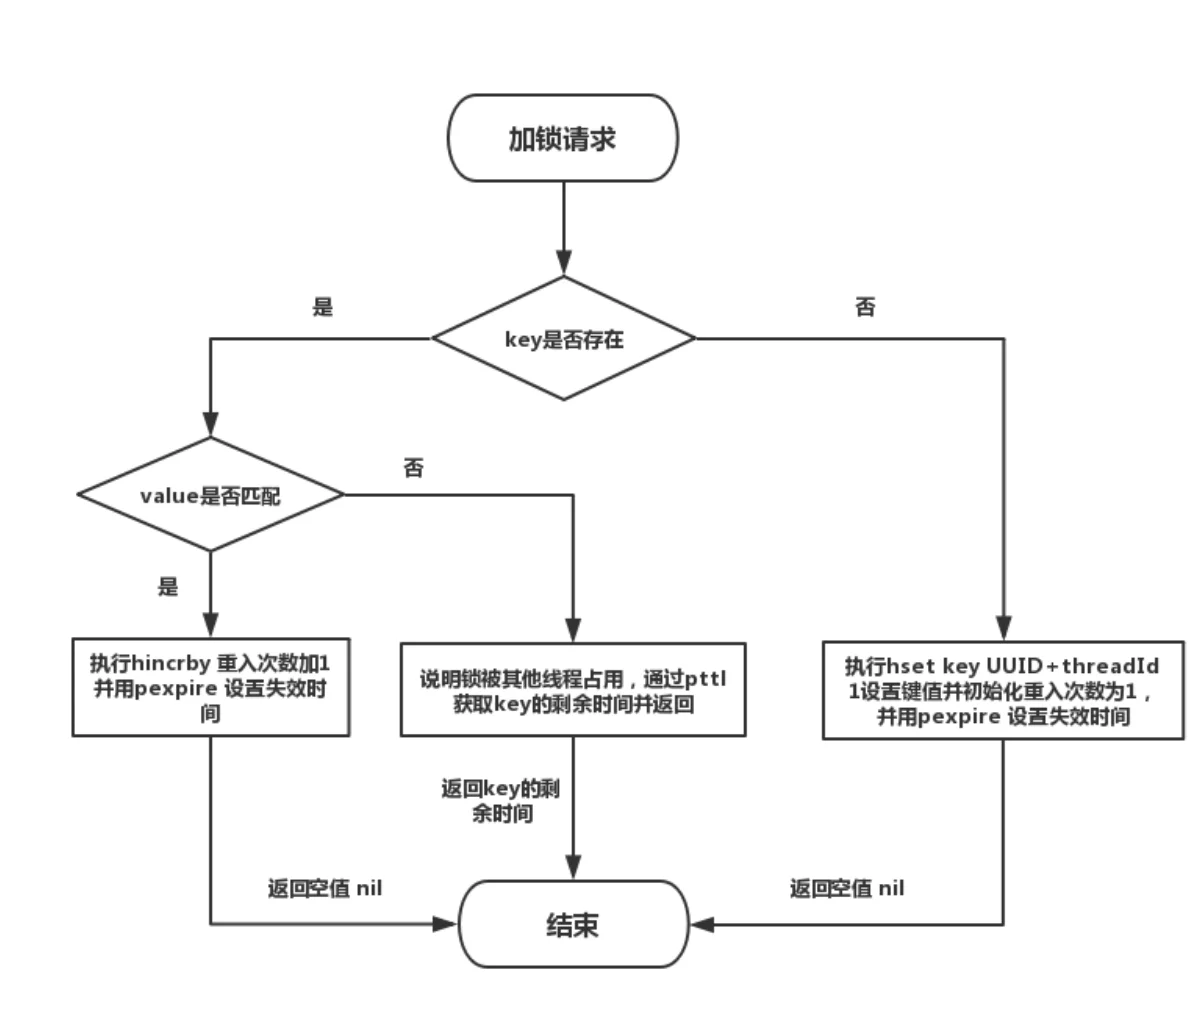 加锁请求
是
否
key是否存在
否
value是否匹配
是
执行hincrby 重入次数加1
并用pexpire 设置失效时
间
说明锁被其他线程占用，通过pttl
获取key的剩余时间并返回
执行hset key UUID+threadId
1设置键值并初始化重入次数为1，
并用pexpire 设置失效时间
返回key的剩
余时间
返回空值 nil
返回空值 nil
结束